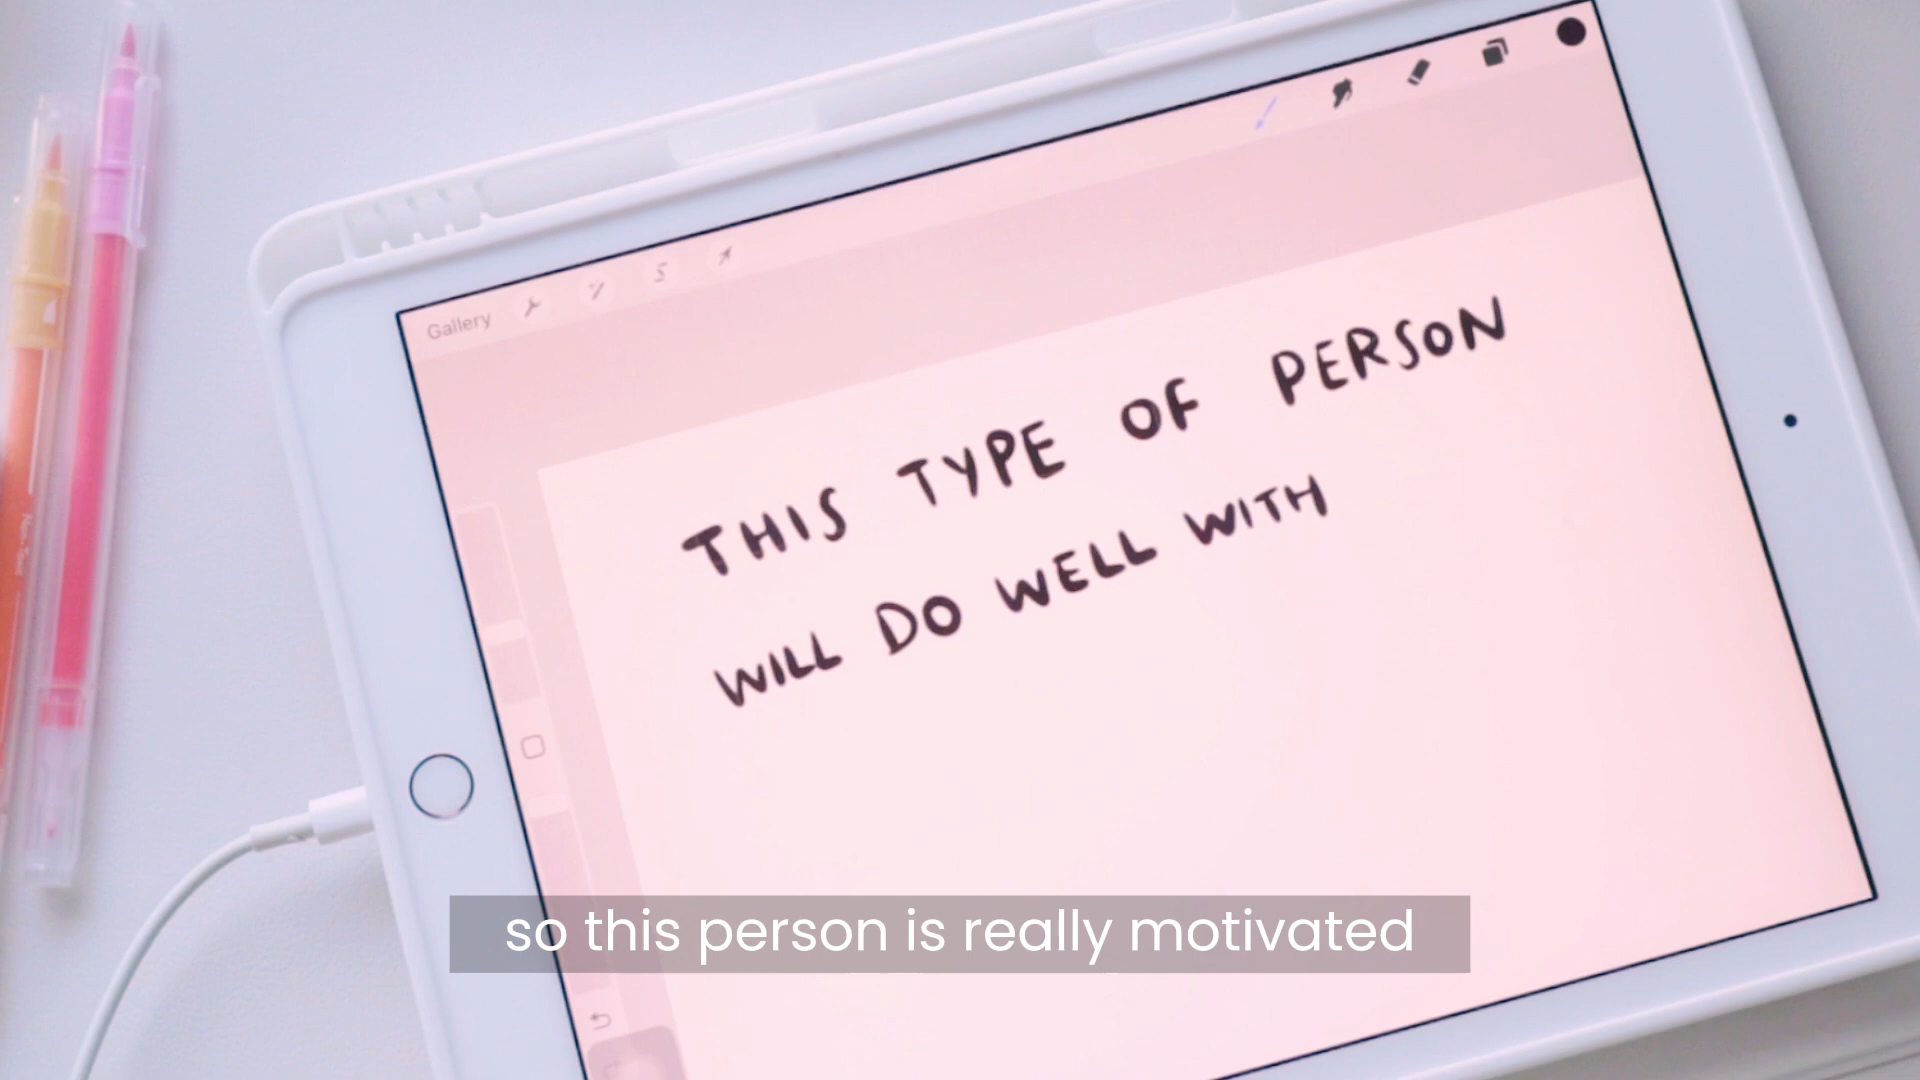 Gallery
THIS TYPE OF PERSON
WILL DO WELL WITH
so this person is really motivated